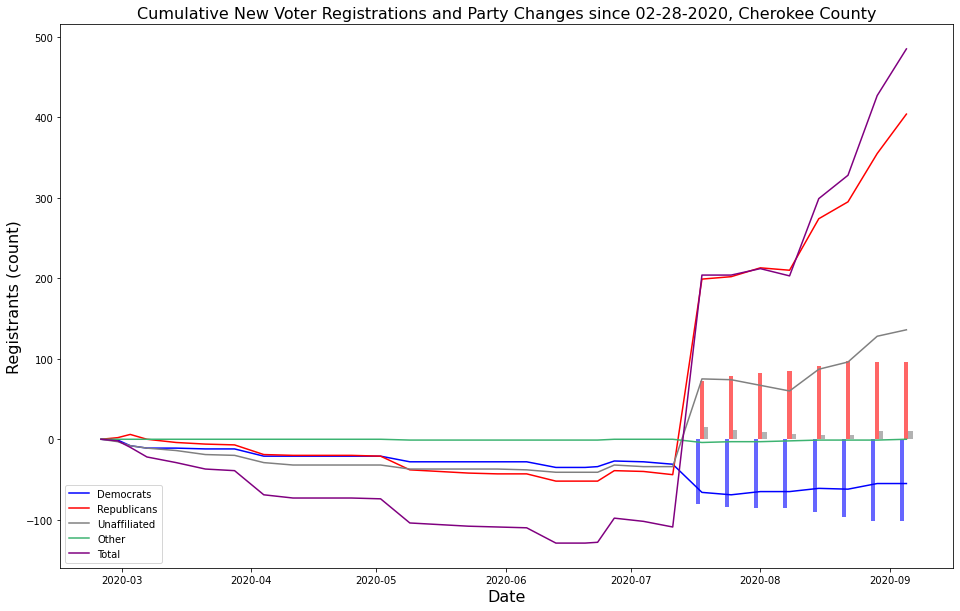 Cumulative New Voter Registrations and Party Changes since 02-28-2020, Cherokee County
Registrants (count)
500
400
300
200
100
0
−100
Democrats
Republicans
Unaffiliated
Other
Total
2020-03
2020-04
2020-05
2020-06
2020-07
2020-08
2020-09
Date